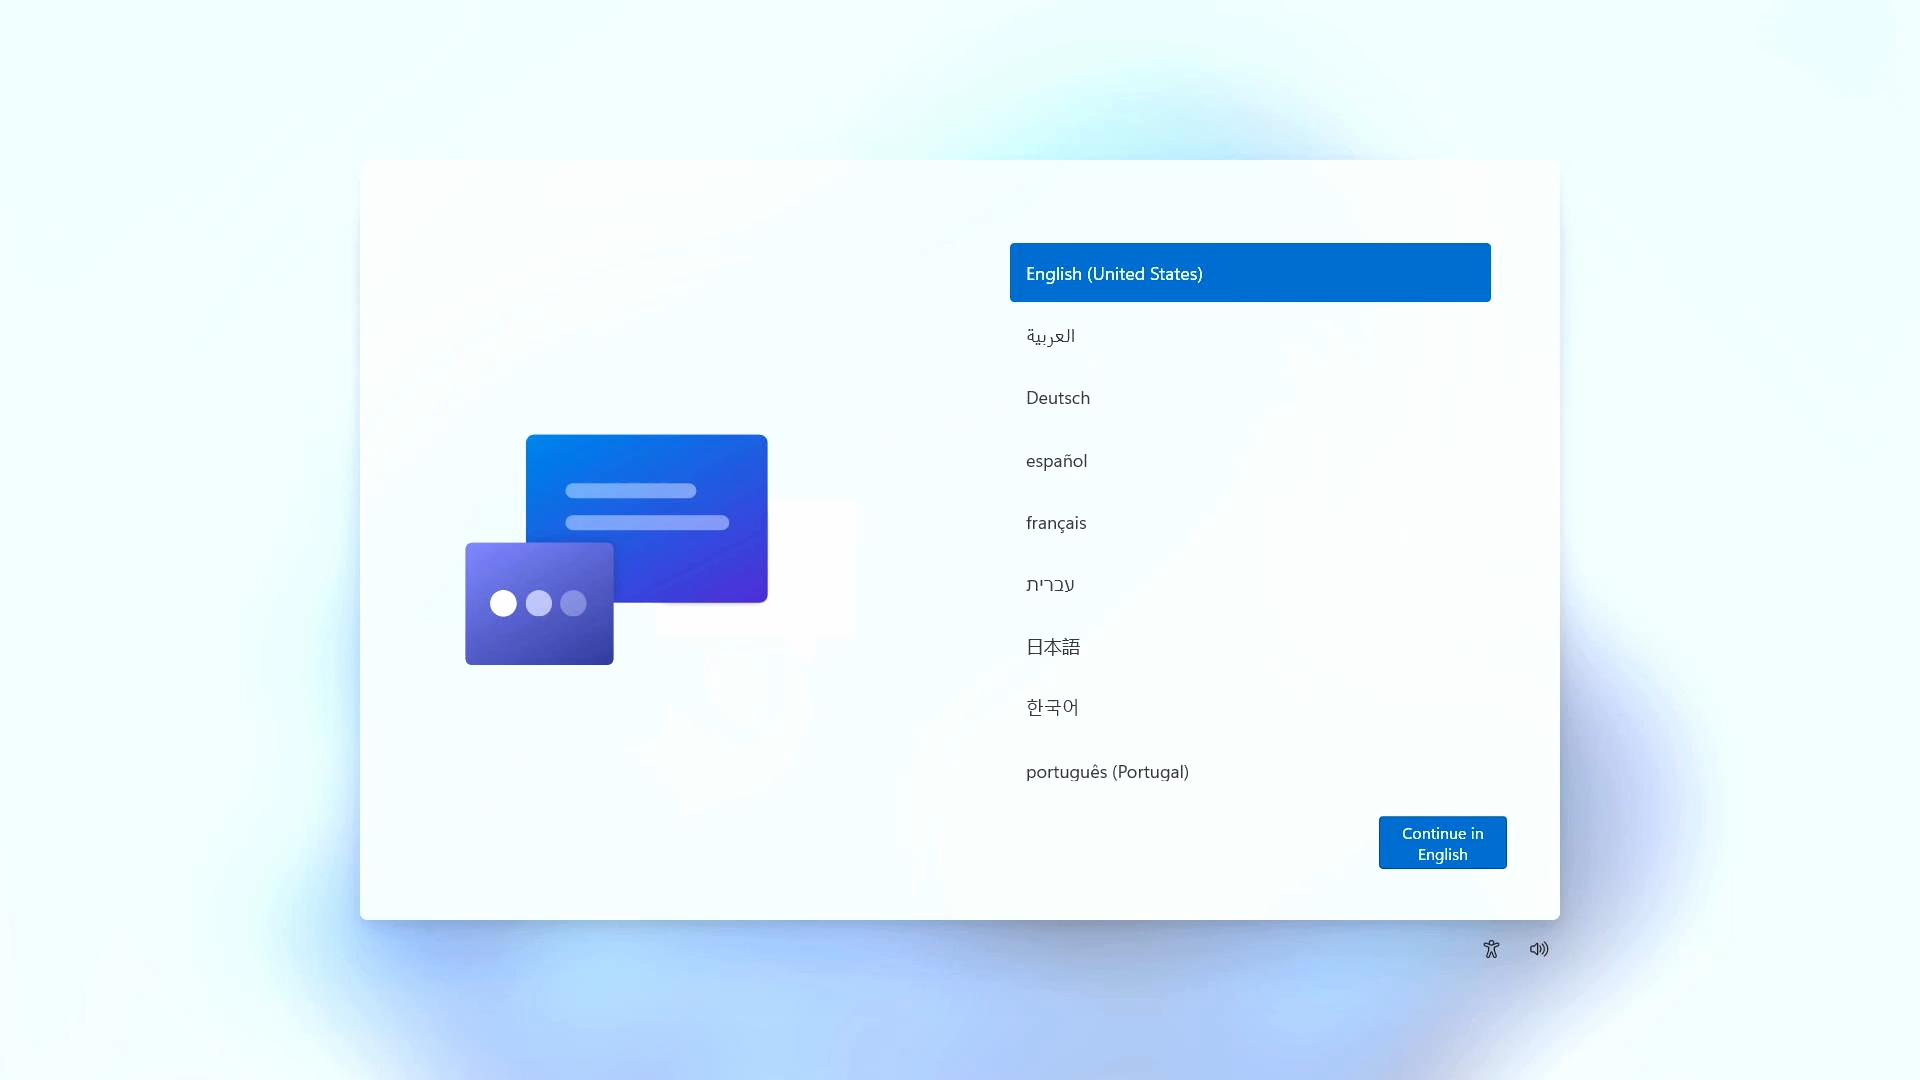 English (United States)
العربية
Deutsch
español
français
עברית
日本語
한국어
português (Portugal)
Continue in
English